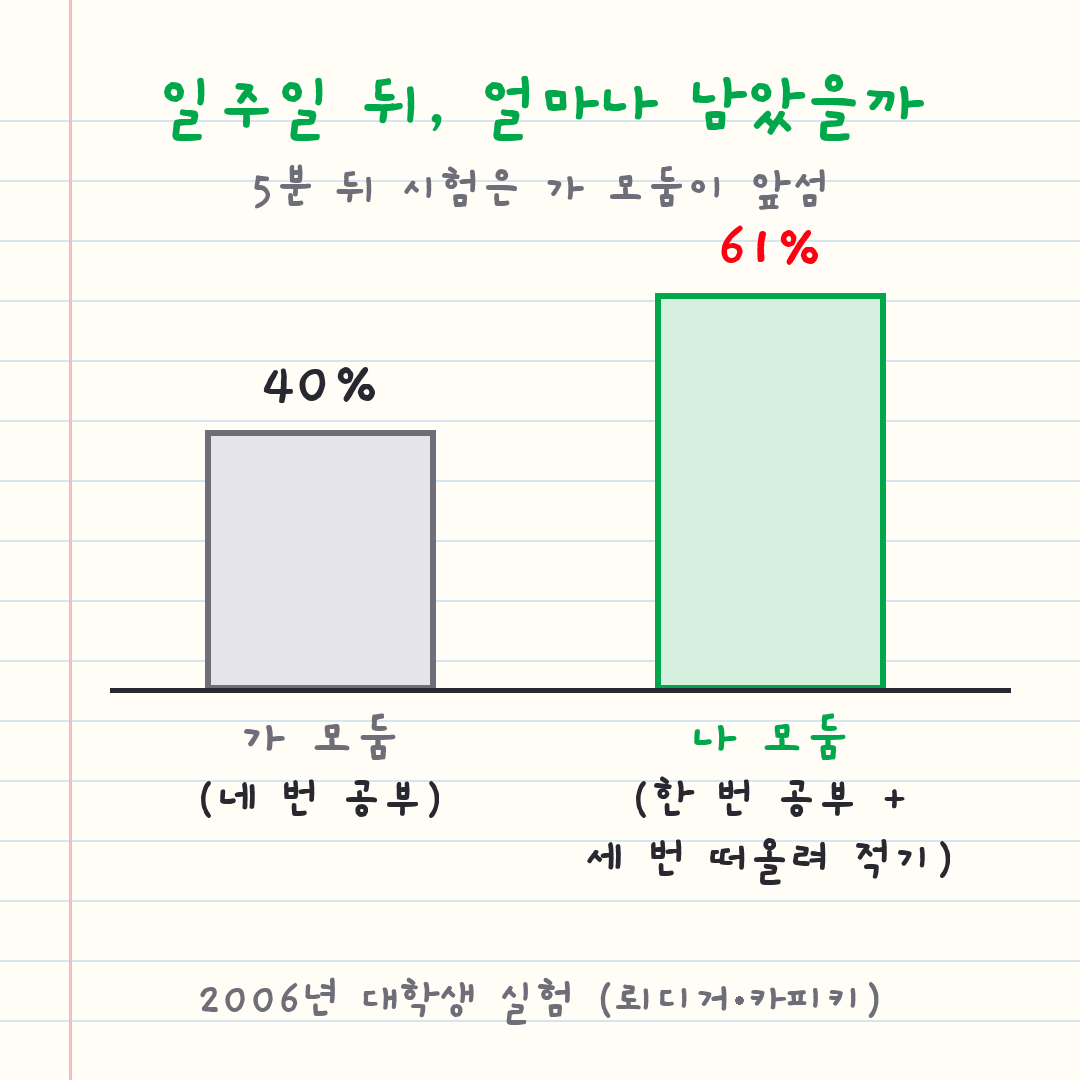 일주일 뒤, 얼마나 남았을까
5분 뒤 시험은 가 모둠이 앞섬
61%
40%
가 모둠
(네 번 공부)
나 모둠
(한 번 공부 +
세 번 떠올려 적기)
2006년 대학생 실험 (뢰디거·카피키)